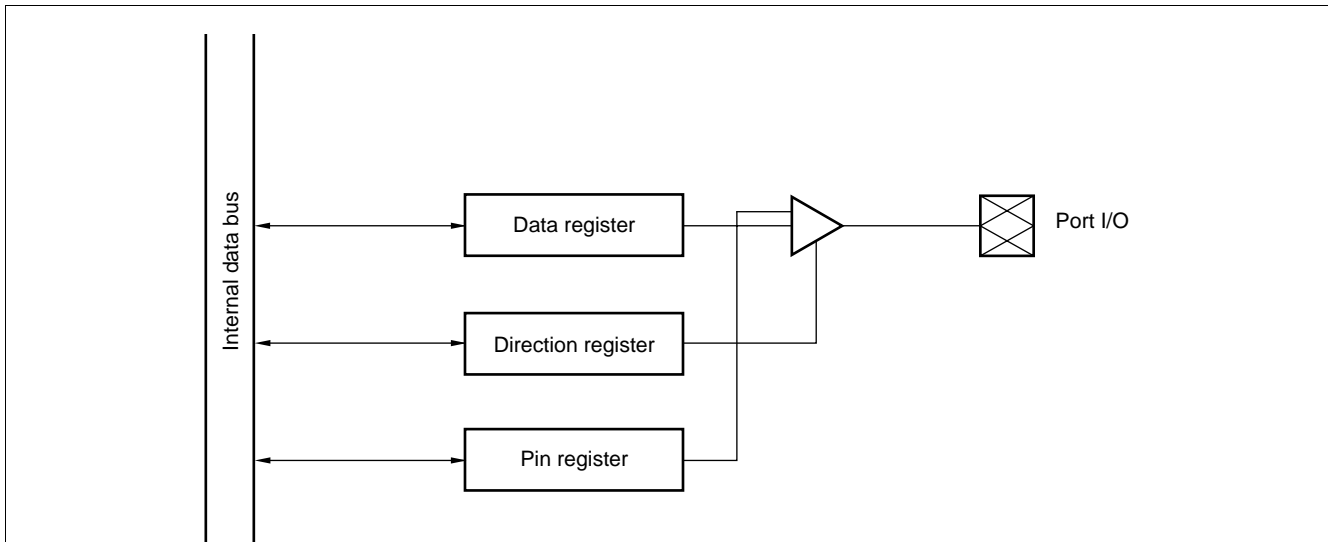 Internal data bus
Data register
Port I/O
Direction register
Pin register